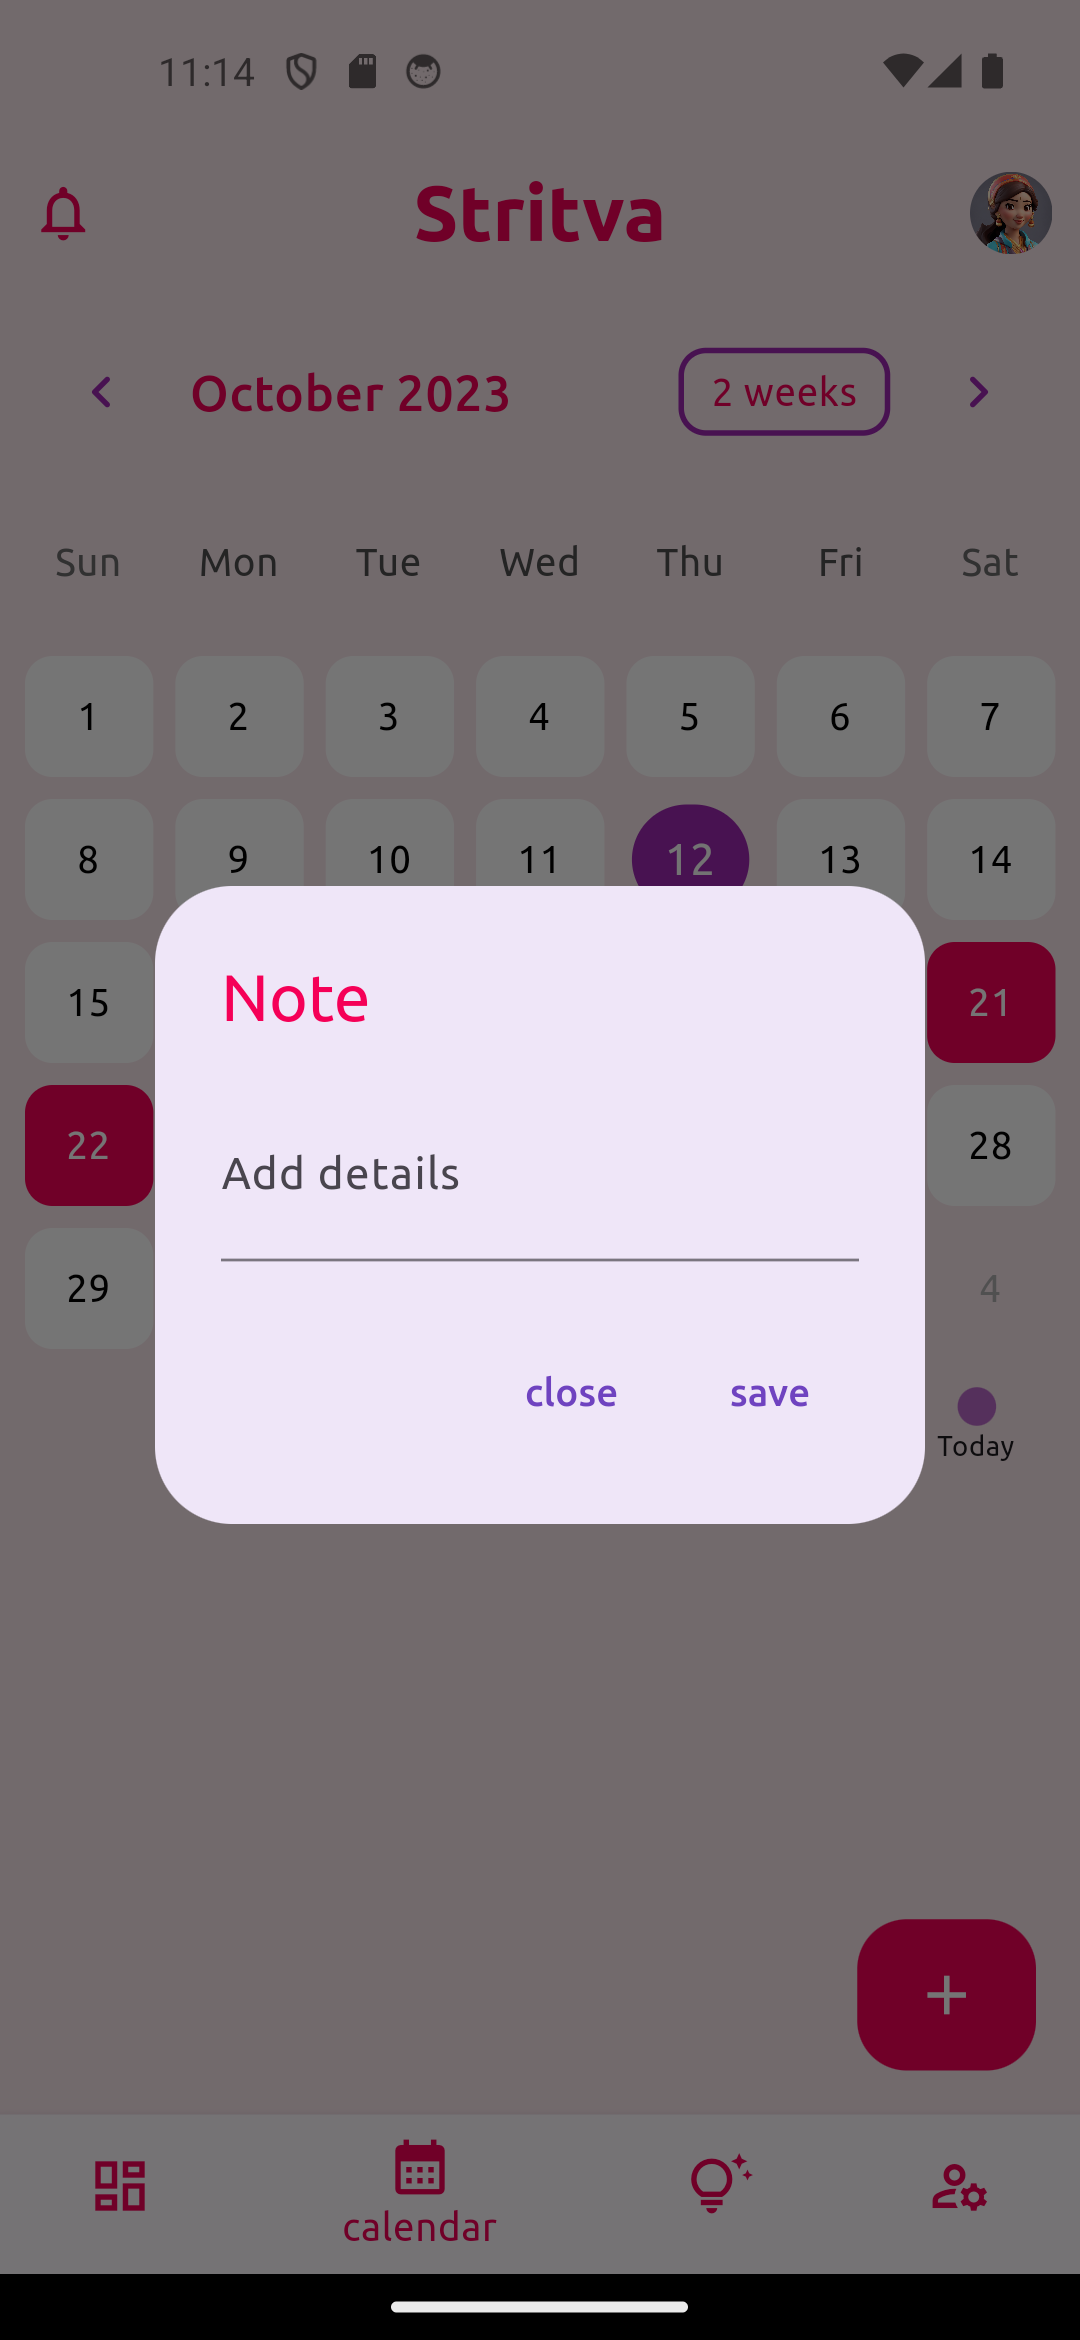 11:14
Stritva
October 2023
2 weeks
Sun Mon Tue Wed Thu Fri Sat
1 2 3 4 5 6 7
8 9 10 11 12 13 14
15 21
22 28
29 4
Note
Add details
close save
Today
calendar